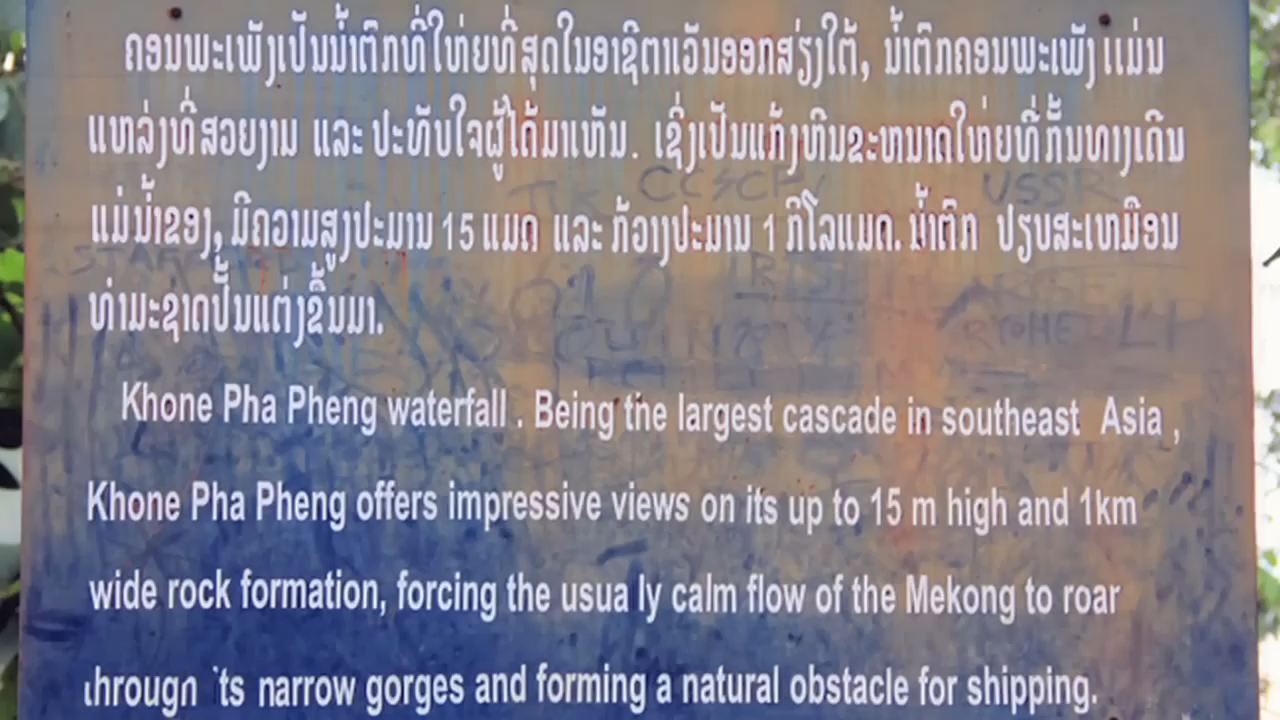 ຄອນພະເພັງເປັນນ້ຳຕົກທີ່ໃຫ່ຍທີ່ສຸດໃນອາຊີຕາເວັນອອກສ່ຽງໃຕ້, ນ້ຳຕົກຄອນພະເພັງ ແມ່ນ
ແຫລ່ງທີ່ສວຍງາມ ແລະ ປະທັບໃຈຜູ້ໄດ້ມາເຫັນ. ເຊິ່ງເປັນແກ້ງຫີນຂະຫນາດໃຫ່ຍທີ່ກັ້ນທາງເດີນ
ແມ່ນ້ຳຂອງ, ມີຄວາມສູງປະມານ 15 ແມດ ແລະ ກ້ວາງປະມານ 1 ກິໂລແມດ. ນ້ຳຕົກ ປຽບສະເຫມືອນ
ທຳມະຊາດປັ້ນແຕ່ງຂຶ້ນມາ.
Khone Pha Pheng waterfall . Being the largest cascade in southeast Asia ,
Khone Pha Pheng offers impressive views on its up to 15 m high and 1km
wide rock formation, forcing the usua ly calm flow of the Mekong to roar
through its narrow gorges and forming a natural obstacle for shipping.